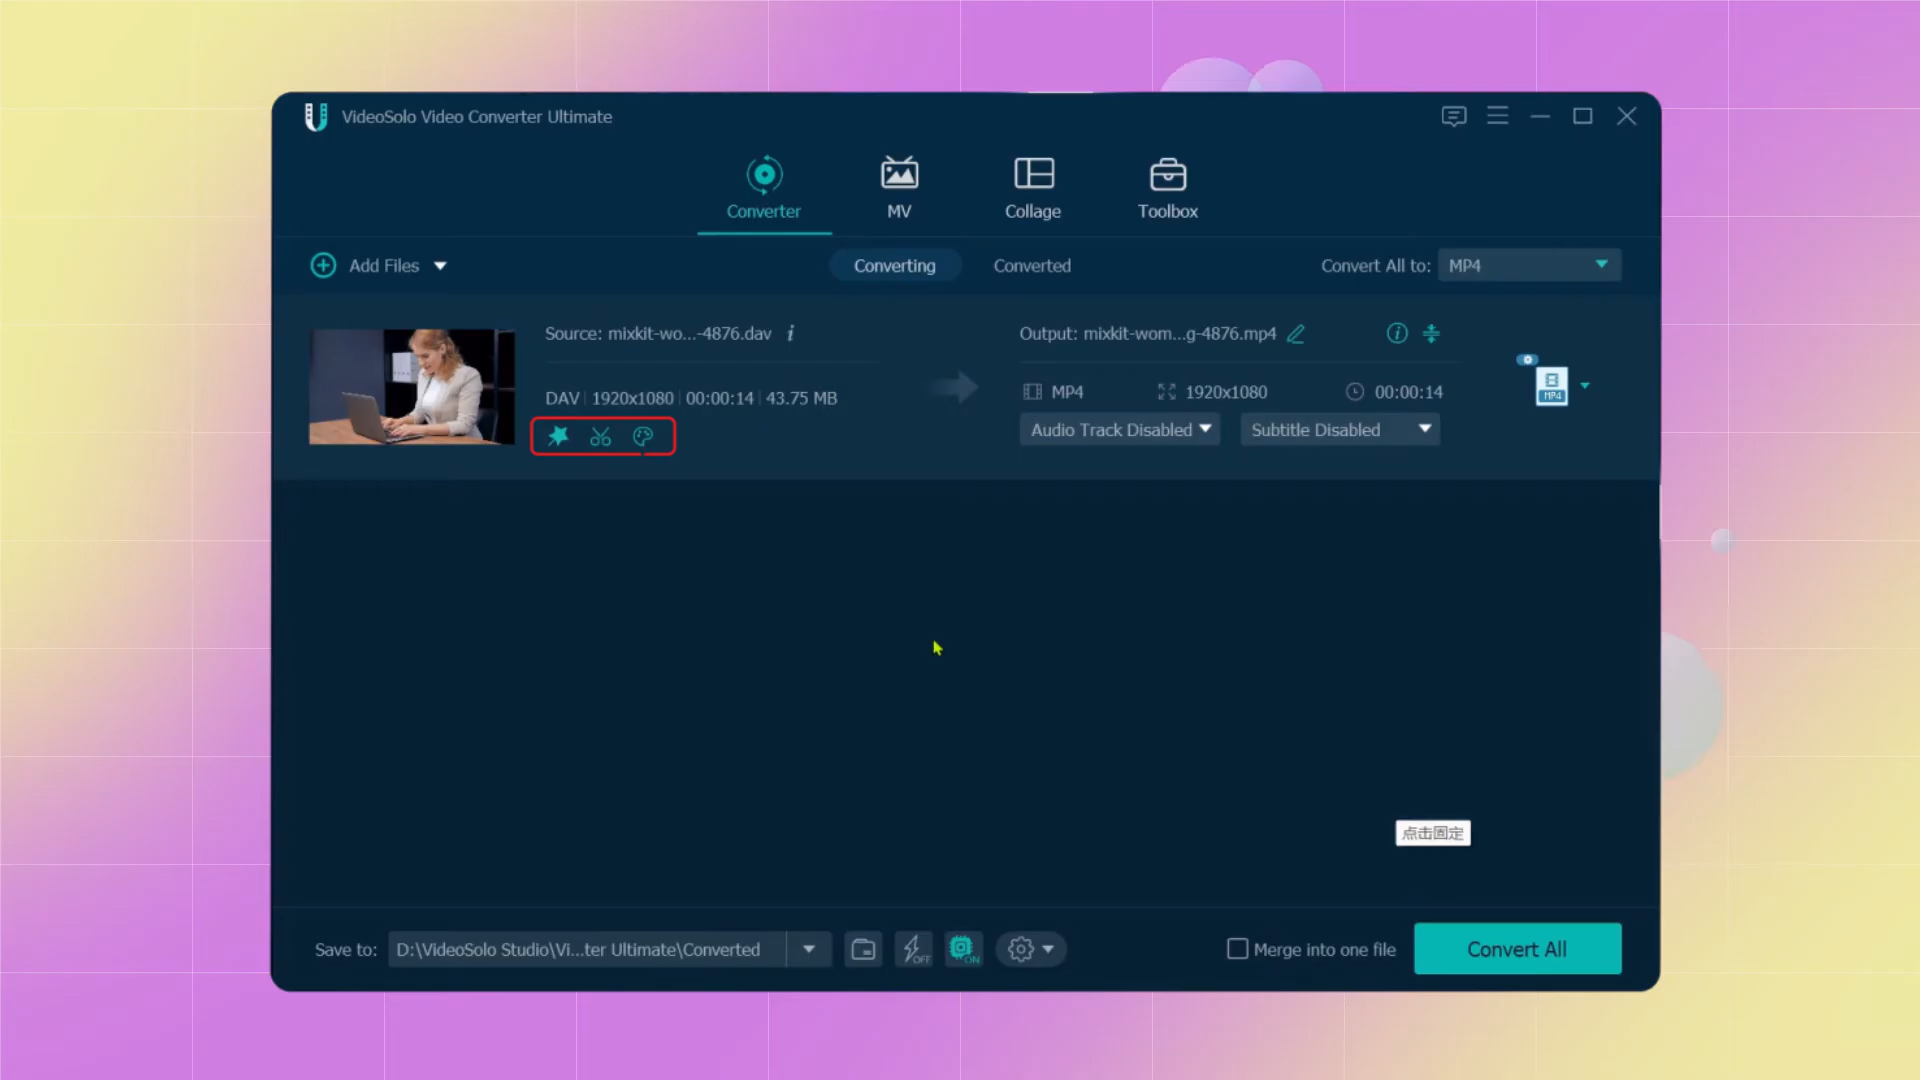 VideoSolo Video Converter Ultimate
Converter
MV
Collage
Toolbox
Add Files
Converting
Converted
Convert All to:
MP4
Source: mixkit-wo...-4876.dav
Output: mixkit-wom...g-4876.mp4
DAV 1920x1080 00:00:14 43.75 MB
MP4
1920x1080
00:00:14
MP4
Audio Track Disabled
Subtitle Disabled
点击固定
Save to:
D:\VideoSolo Studio\Vi...ter Ultimate\Converted
OFF
ON
Merge into one file
Convert All